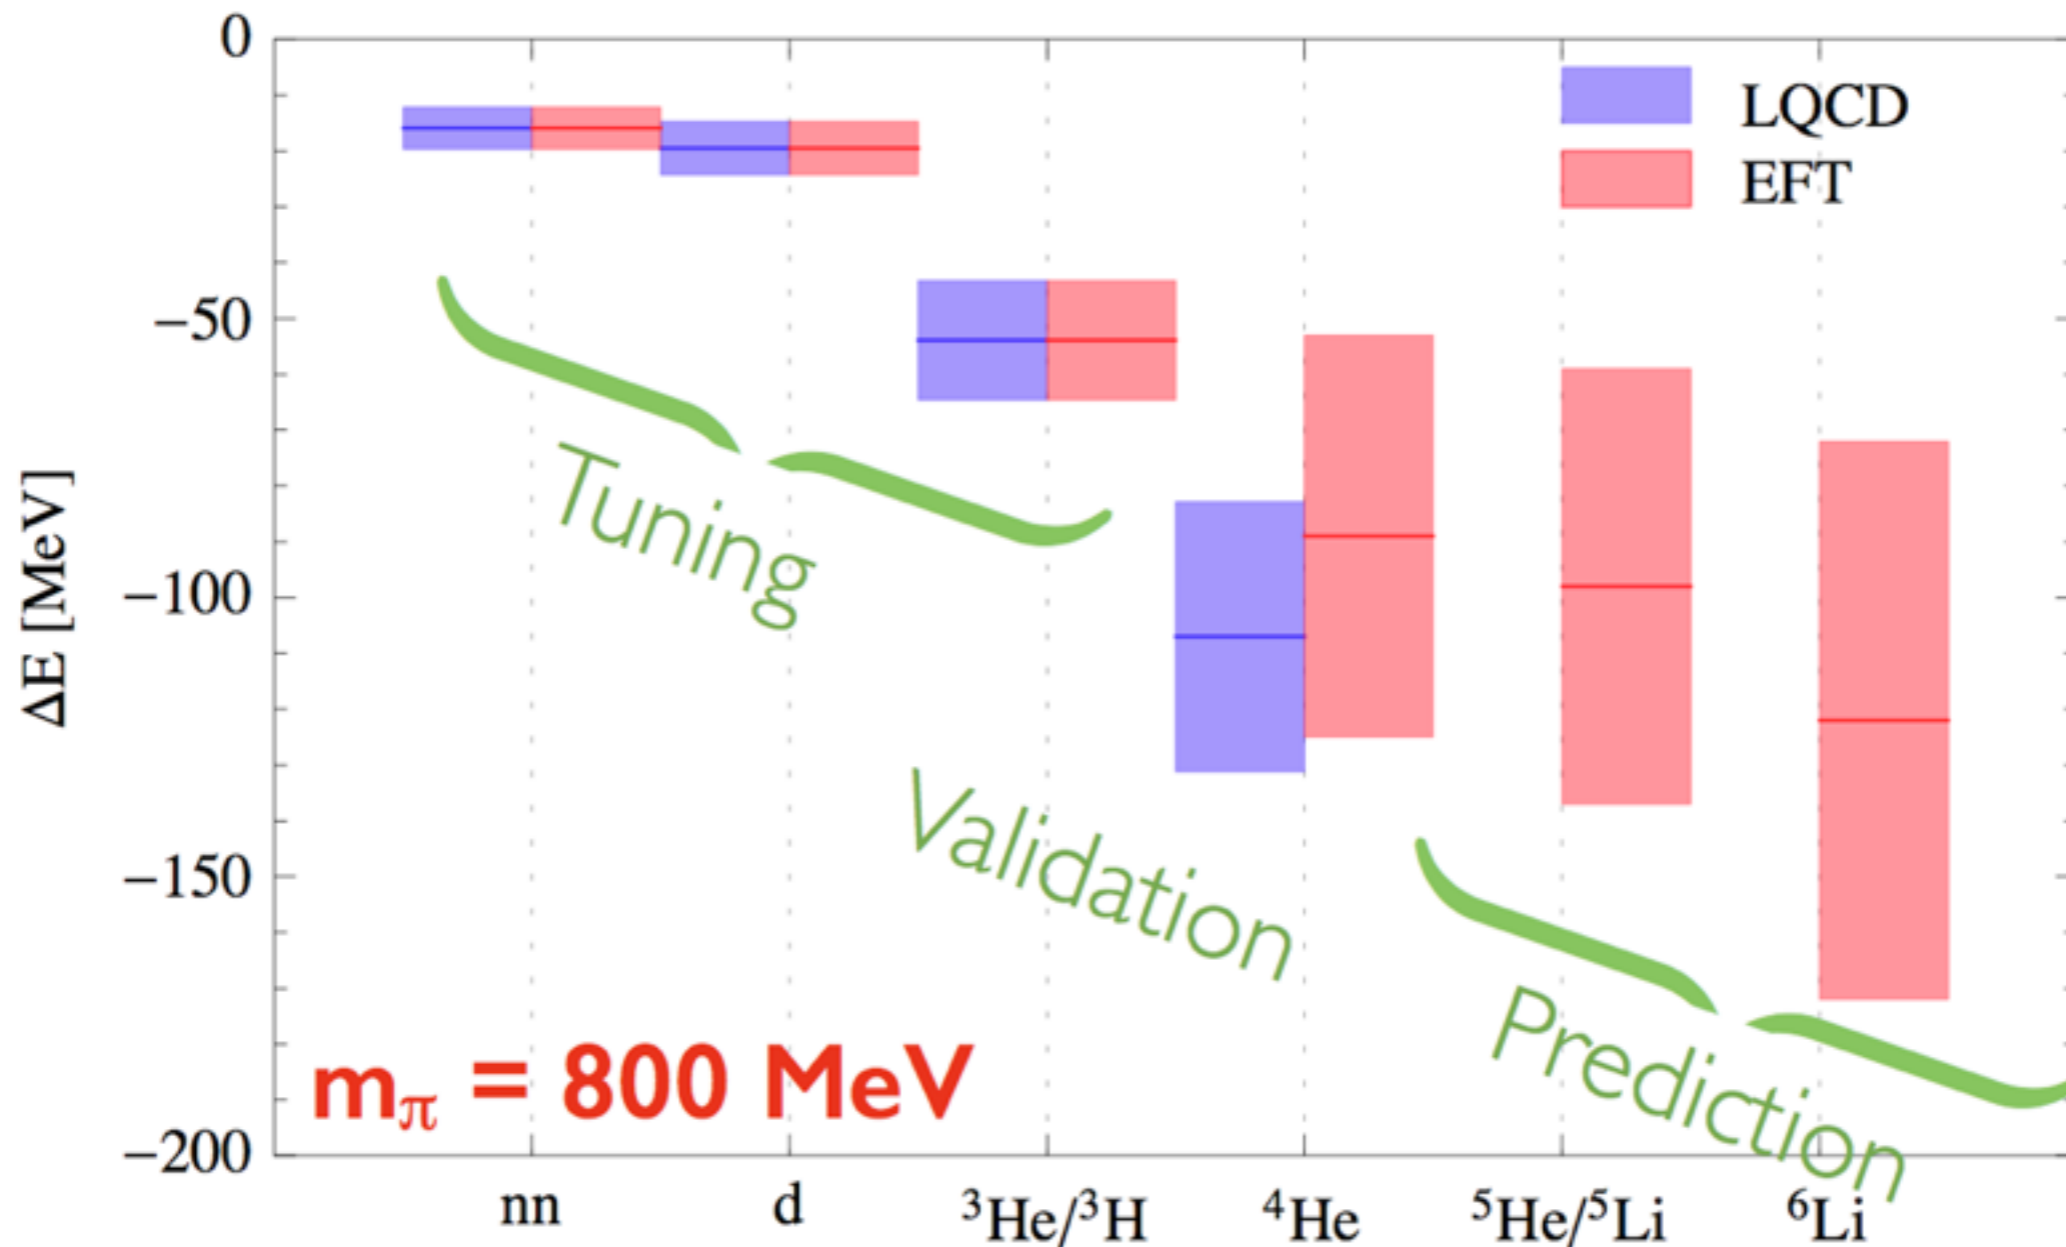 0
−50
−100
−150
−200
ΔE [MeV]
LQCD
EFT
Tuning
Validation
Prediction
mπ = 800 MeV
nn d ³He/³H ⁴He ⁵He/⁵Li ⁶Li